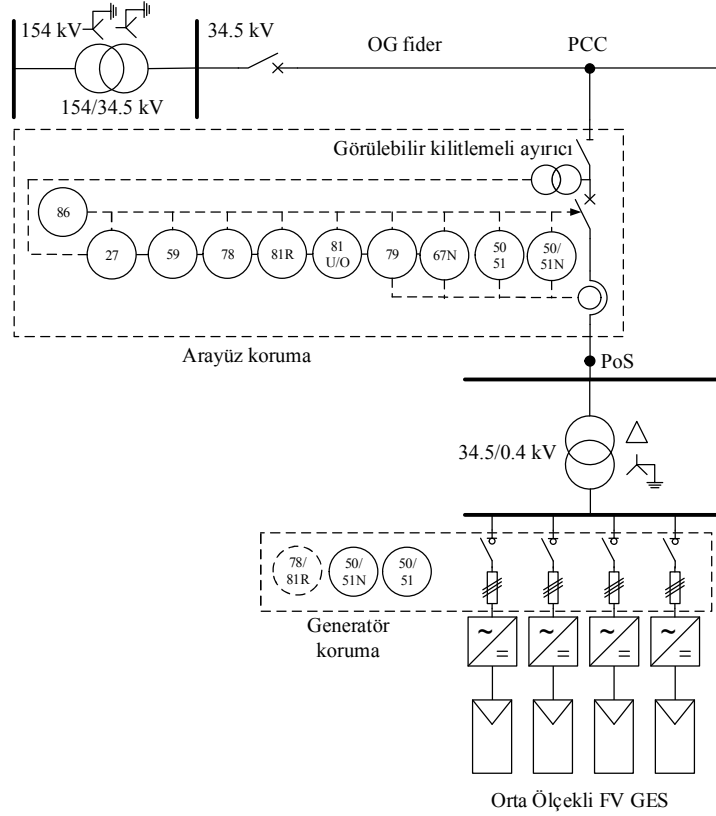 154 kV
34.5 kV
OG fider
PCC
154/34.5 kV
Görülebilir kilitlemeli ayırıcı
86
27
59
78
81R
81
U/O
79
67N
50
51
50/
51N
Arayüz koruma
PoS
34.5/0.4 kV
78/
81R
50/
51N
50/
51
Generatör
koruma
~
=
~
=
~
=
~
=
Orta Ölçekli FV GES